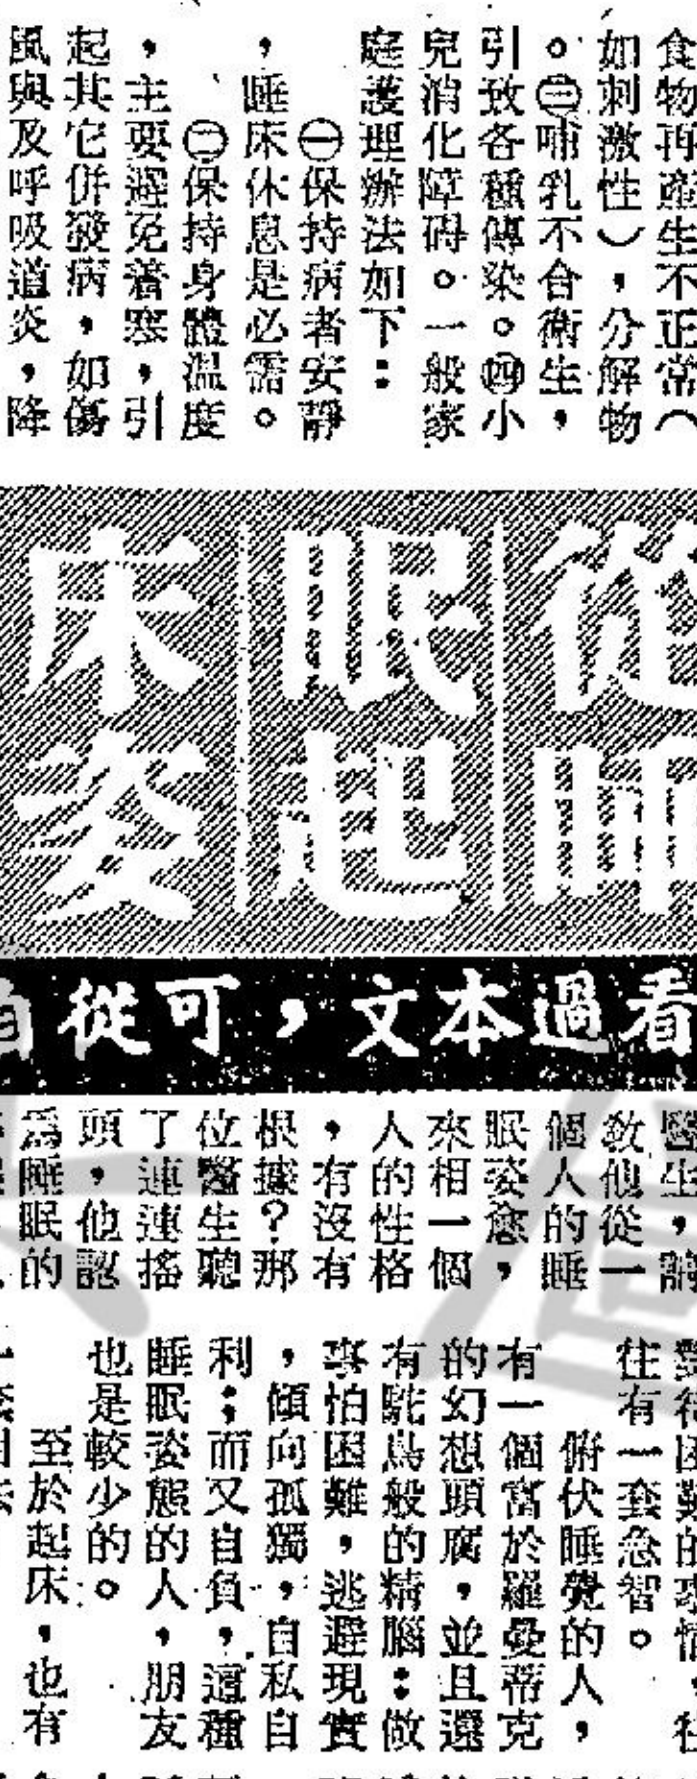 食物再產生不正常（
如刺激性），分解物
。㊂哺乳不合衛生，
引致各種傳染。㊃小
兒消化障碍。一般家
庭護理辦法如下：
㊀保持病者安靜
，睡床休息是必需。
㊁保持身體温度
，主要避免着寒，引
起其它併發病，如傷
風與及呼吸道炎，降
從
眠起
床姿
看過本文，可從
醫生，
教他從一
個人的睡
眠姿愈，
來相一個
人的性格
，有沒有
根據？那
位醫生聽
了連連搖
頭，他認
為睡眠的
往有一套急智。
俯伏睡覺的人，
有一個富於羅曼蒂克
的幻想頭腐，並且還
有鴕鳥般的精腦：做
事怕困難，逃避現實
，傾向孤獨，自私自
利；而又自負，這種
睡眠姿態的人，朋友
也是較少的。
至於起床，也有